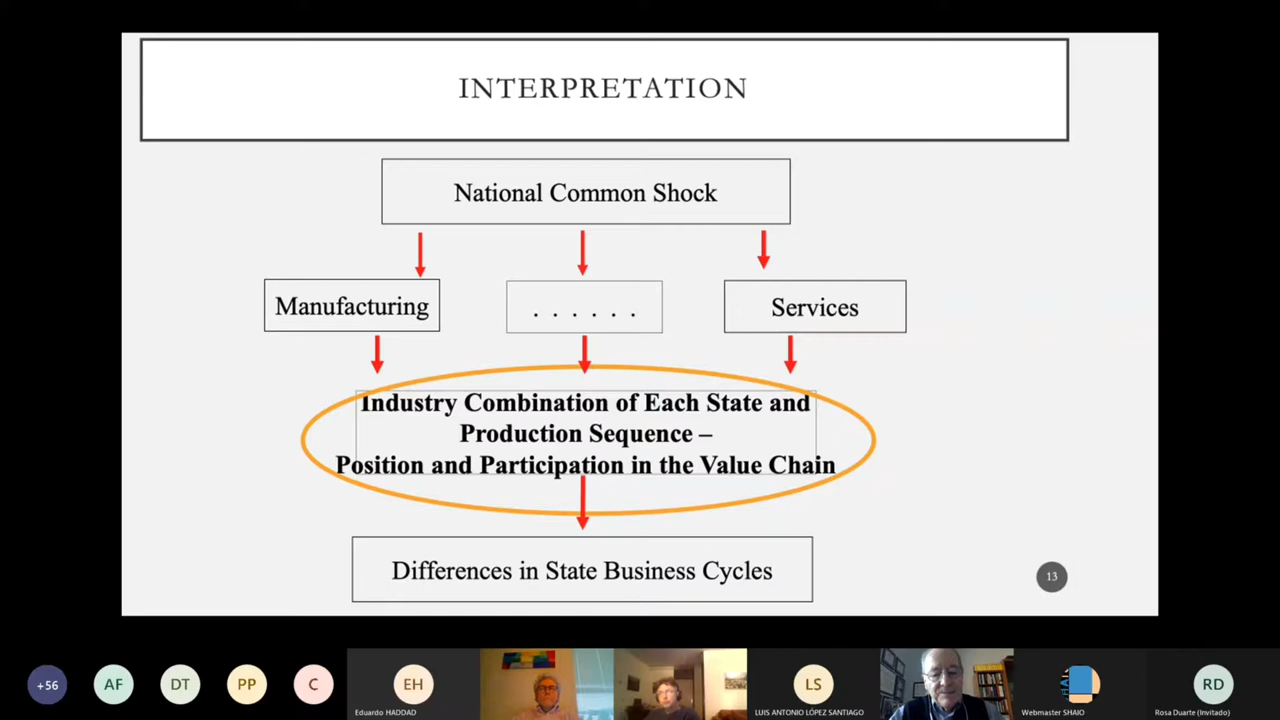 INTERPRETATION
National Common Shock
Manufacturing
. . . . . .
Services
Industry Combination of Each State and
Production Sequence –
Position and Participation in the Value Chain
Differences in State Business Cycles
13
+56
AF
DT
PP
C
EH
Eduardo HADDAD
LS
LUIS ANTONIO LÓPEZ SANTIAGO
Webmaster SHAIO
RD
Rosa Duarte (Invitado)